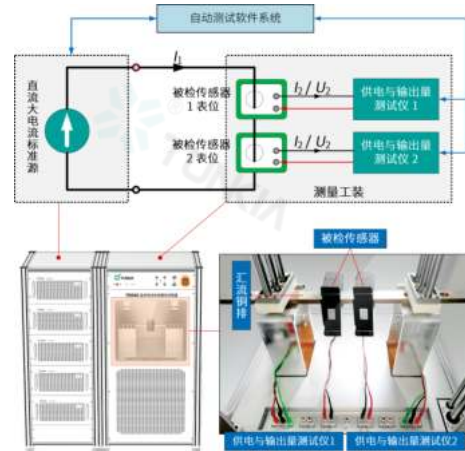 自动测试软件系统
I₁
直流大电流标准源
被检传感器
1 表位
I₂ / U₂
供电与输出量
测试仪 1
被检传感器
2 表位
I₂ / U₂
供电与输出量
测试仪 2
测量工装
YUNKIA
被检传感器
汇流铜排
供电与输出量测试仪1
供电与输出量测试仪2